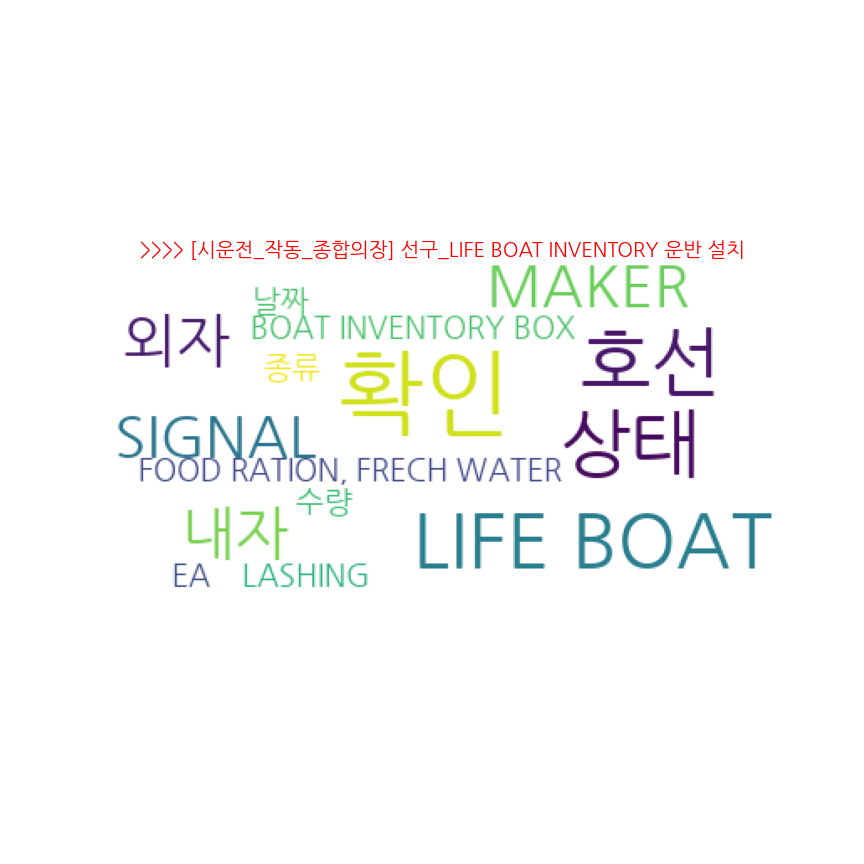 >>>> [시운전_작동_종합의장] 선구_LIFE BOAT INVENTORY 운반 설치
MAKER
날짜
BOAT INVENTORY BOX
외자
호선
종류
확인
상태
SIGNAL
FOOD RATION, FRECH WATER
수량
내자
LIFE BOAT
EA
LASHING